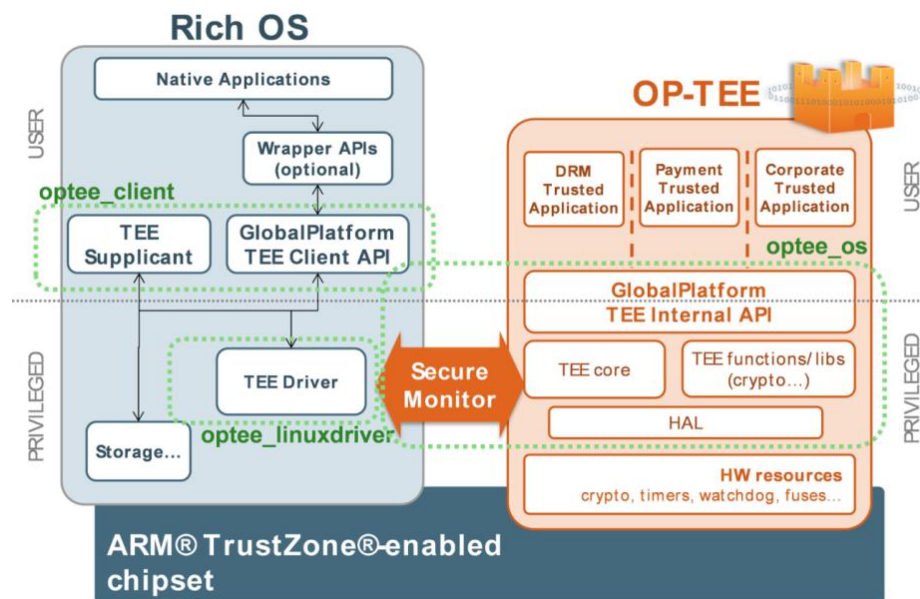 Rich OS
Native Applications
Wrapper APIs
(optional)
optee_client
TEE
Supplicant
GlobalPlatform
TEE Client API
TEE Driver
optee_linuxdriver
Storage...
USER
PRIVILEGED
Secure
Monitor
OP-TEE
DRM
Trusted
Application
Payment
Trusted
Application
Corporate
Trusted
Application
optee_os
GlobalPlatform
TEE Internal API
TEE core
TEE functions/ libs
(crypto...)
HAL
HW resources
crypto, timers, watchdog, fuses...
USER
PRIVILEGED
ARM® TrustZone®-enabled
chipset